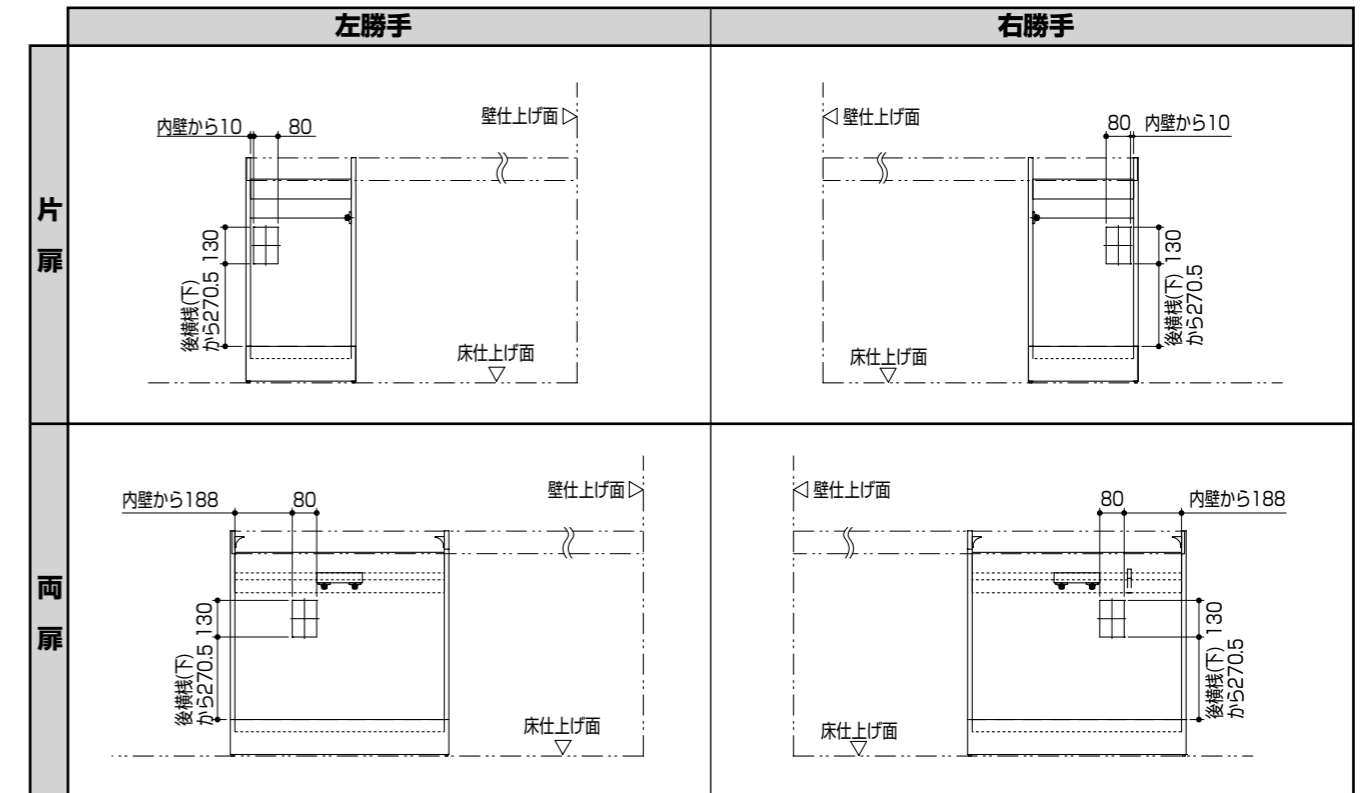 左勝手
右勝手
片扉
内壁から10
80
壁仕上げ面
130
後横桟(下)
から270.5
床仕上げ面
壁仕上げ面
80
内壁から10
130
後横桟(下)
から270.5
床仕上げ面
両扉
内壁から188
80
壁仕上げ面
130
後横桟(下)
から270.5
床仕上げ面
壁仕上げ面
80
内壁から188
130
後横桟(下)
から270.5
床仕上げ面